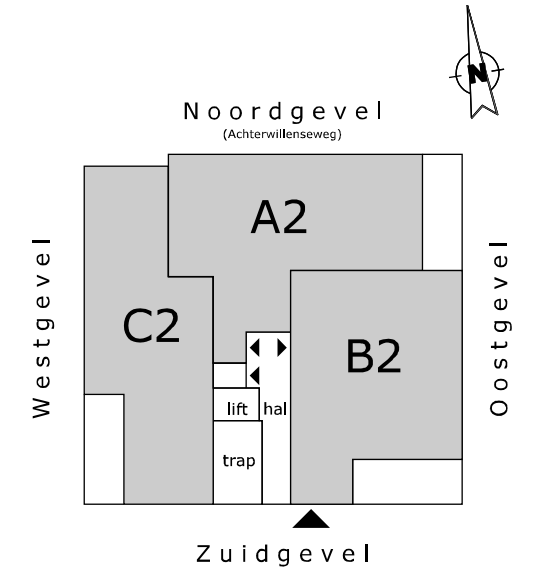 N
Noordgevel
(Achterwillenseweg)
Westgevel
A2
C2
B2
Oostgevel
lift
hal
trap
Zuidgevel